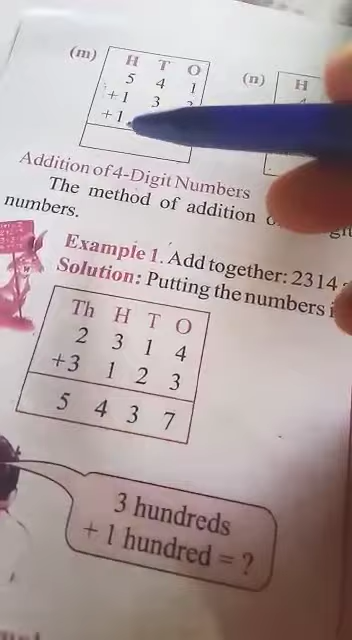 (m)
H T O
5 4 1
+1 3
+1
(n)
H
Addition of 4-Digit Numbers
The method of addition
numbers.
Example 1. Add together: 2314
Solution: Putting the numbers
Th H T O
2 3 1 4
+3 1 2 3
5 4 3 7
3 hundreds
+ 1 hundred = ?